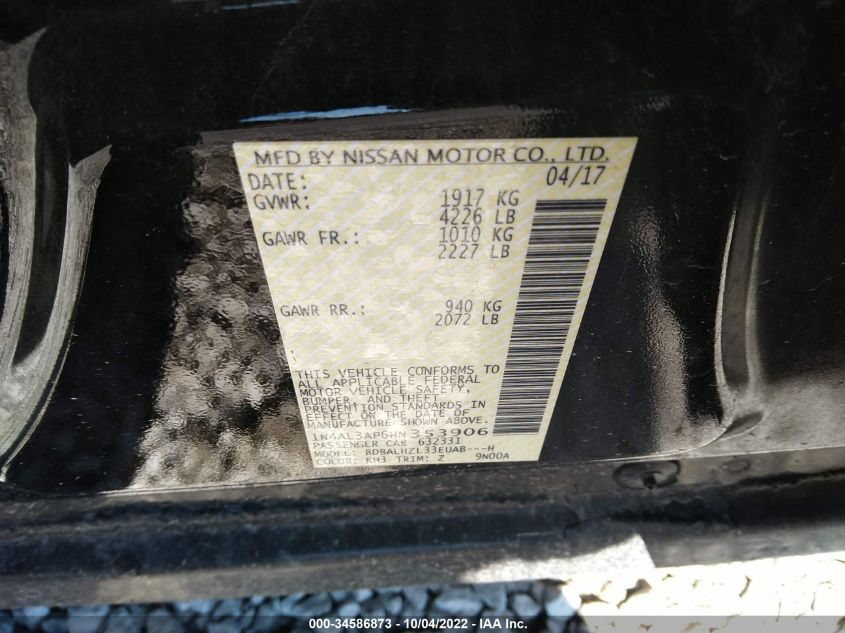 MFD BY NISSAN MOTOR CO., LTD.
DATE: 04/17
GVWR: 1917 KG
4226 LB
GAWR FR.: 1010 KG
2227 LB
GAWR RR.: 940 KG
2072 LB
:
THIS VEHICLE CONFORMS TO
ALL APPLICABLE FEDERAL
MOTOR VEHICLE SAFETY,
BUMPER, AND THEFT
PREVENTION STANDARDS IN
EFFECT ON THE DATE OF
MANUFACTURE SHOWN ABOVE.
1N4AL3AP6HN353906
PASSENGER CAR 632331
MODEL: BDBALHZL33EUAB---H
COLOR: KH3 TRIM: Z 9N00A
000-34586873 - 10/04/2022 - IAA Inc.